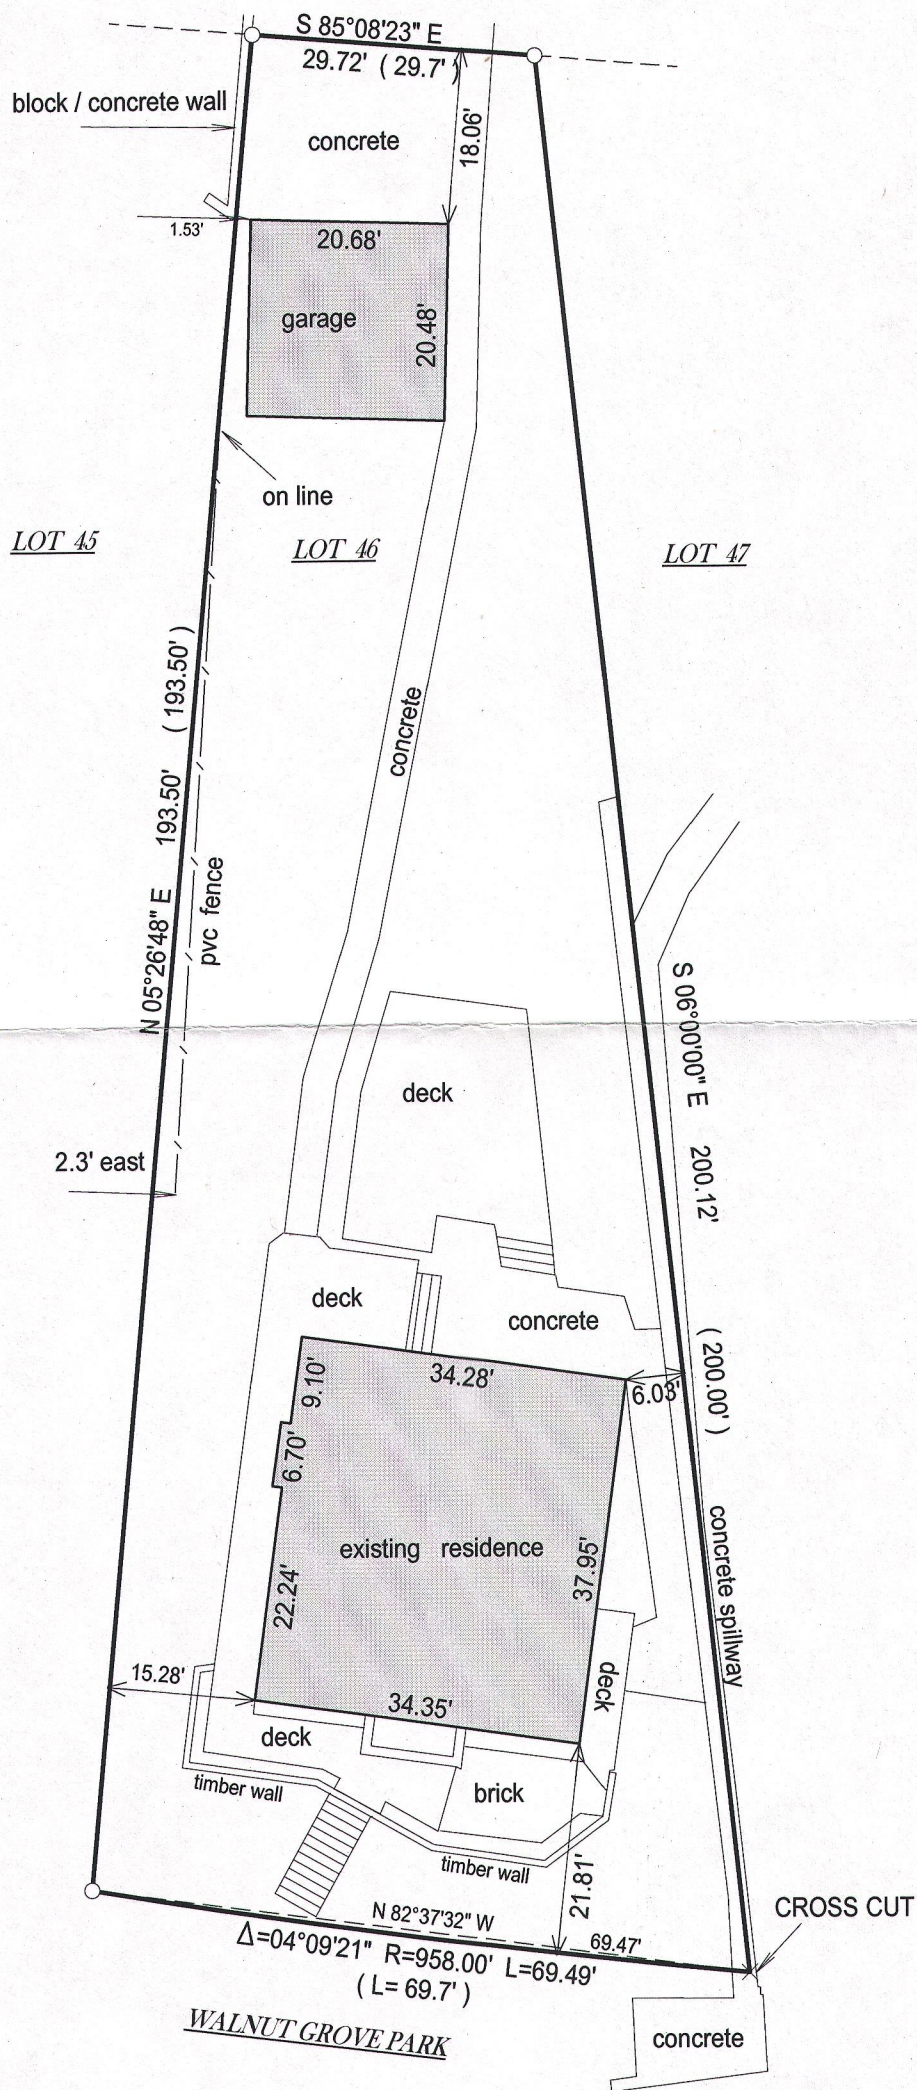 S 85°08'23" E
29.72' ( 29.7' )
block / concrete wall
concrete
18.06'
1.53'
20.68'
garage
20.48'
on line
LOT 45
LOT 46
LOT 47
( 193.50' )
193.50'
N 05°26'48" E
concrete
pvc fence
S 06°00'00" E
200.12'
( 200.00' )
deck
2.3' east
deck
concrete
34.28'
9.10'
6.03'
6.70'
existing residence
37.95'
22.24'
concrete spillway
15.28'
34.35'
deck
deck
timber wall
brick
timber wall
21.81'
N 82°37'32" W
69.47'
CROSS CUT
Δ=04°09'21" R=958.00' L=69.49'
( L= 69.7' )
WALNUT GROVE PARK
concrete